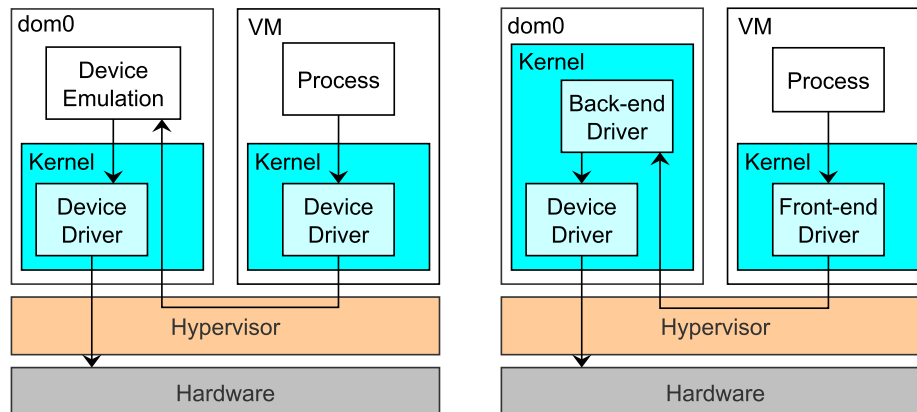 dom0
Device
Emulation
Kernel
Device
Driver
VM
Process
Kernel
Device
Driver
Hypervisor
Hardware
dom0
Kernel
Back-end
Driver
Device
Driver
VM
Process
Kernel
Front-end
Driver
Hypervisor
Hardware